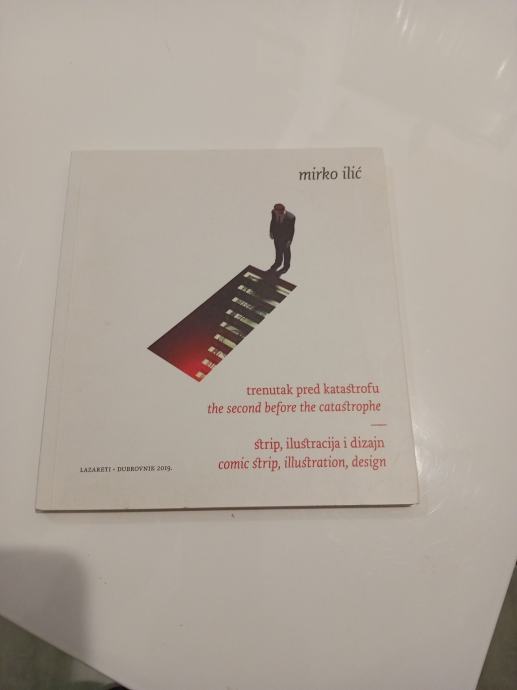 mirko ilić
trenutak pred katastrofu
the second before the catastrophe
strip, ilustracija i dizajn
comic strip, illustration, design
LAZARETI • DUBROVNIK 2019.